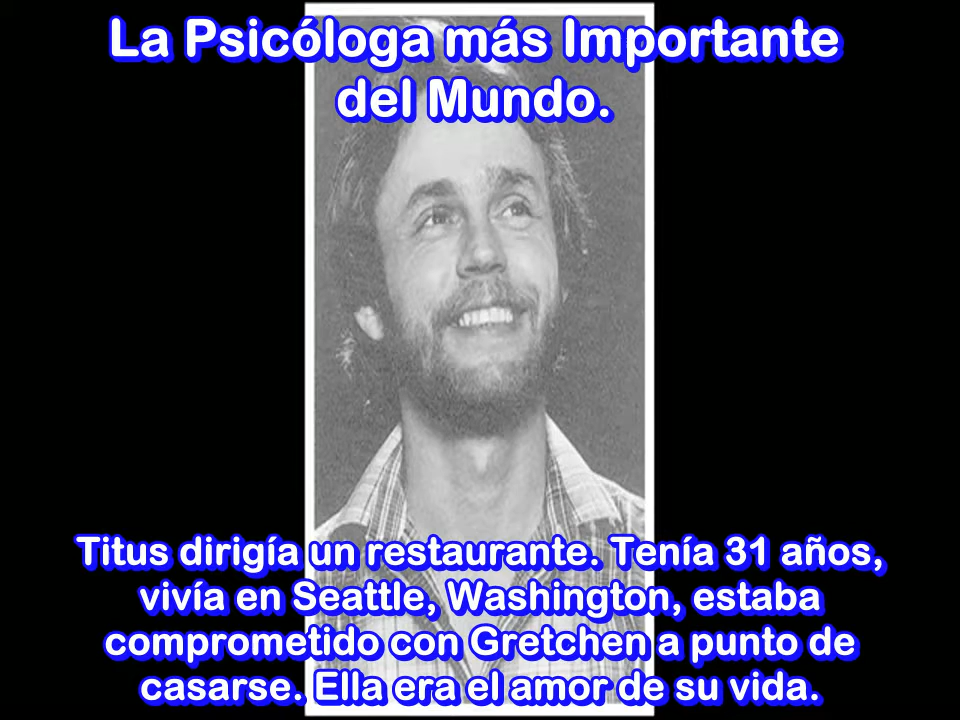 La Psicóloga más Importante
del Mundo.
Titus dirigía un restaurante. Tenía 31 años,
vivía en Seattle, Washington, estaba
comprometido con Gretchen a punto de
casarse. Ella era el amor de su vida.